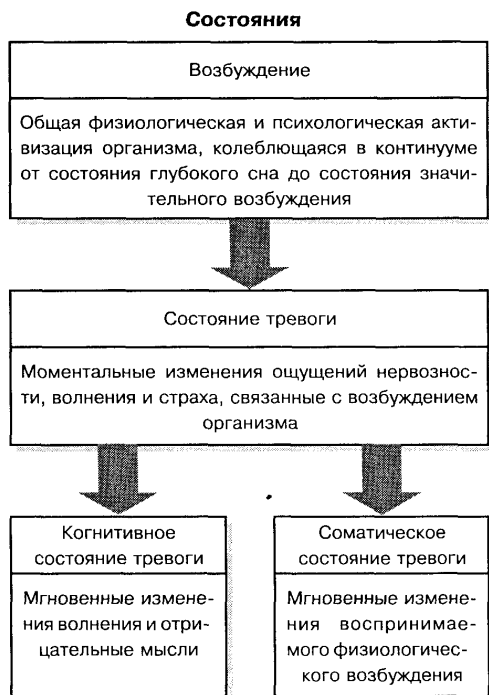 Состояния
Возбуждение
Общая физиологическая и психологическая акти-
визация организма, колеблющаяся в континууме
от состояния глубокого сна до состояния значи-
тельного возбуждения
Состояние тревоги
Моментальные изменения ощущений нервознос-
ти, волнения и страха, связанные с возбуждением
организма
Когнитивное
состояние тревоги
Мгновенные измене-
ния волнения и отри-
цательные мысли
Соматическое
состояние тревоги
Мгновенные измене-
ния воспринимае-
мого физиологичес-
кого возбуждения